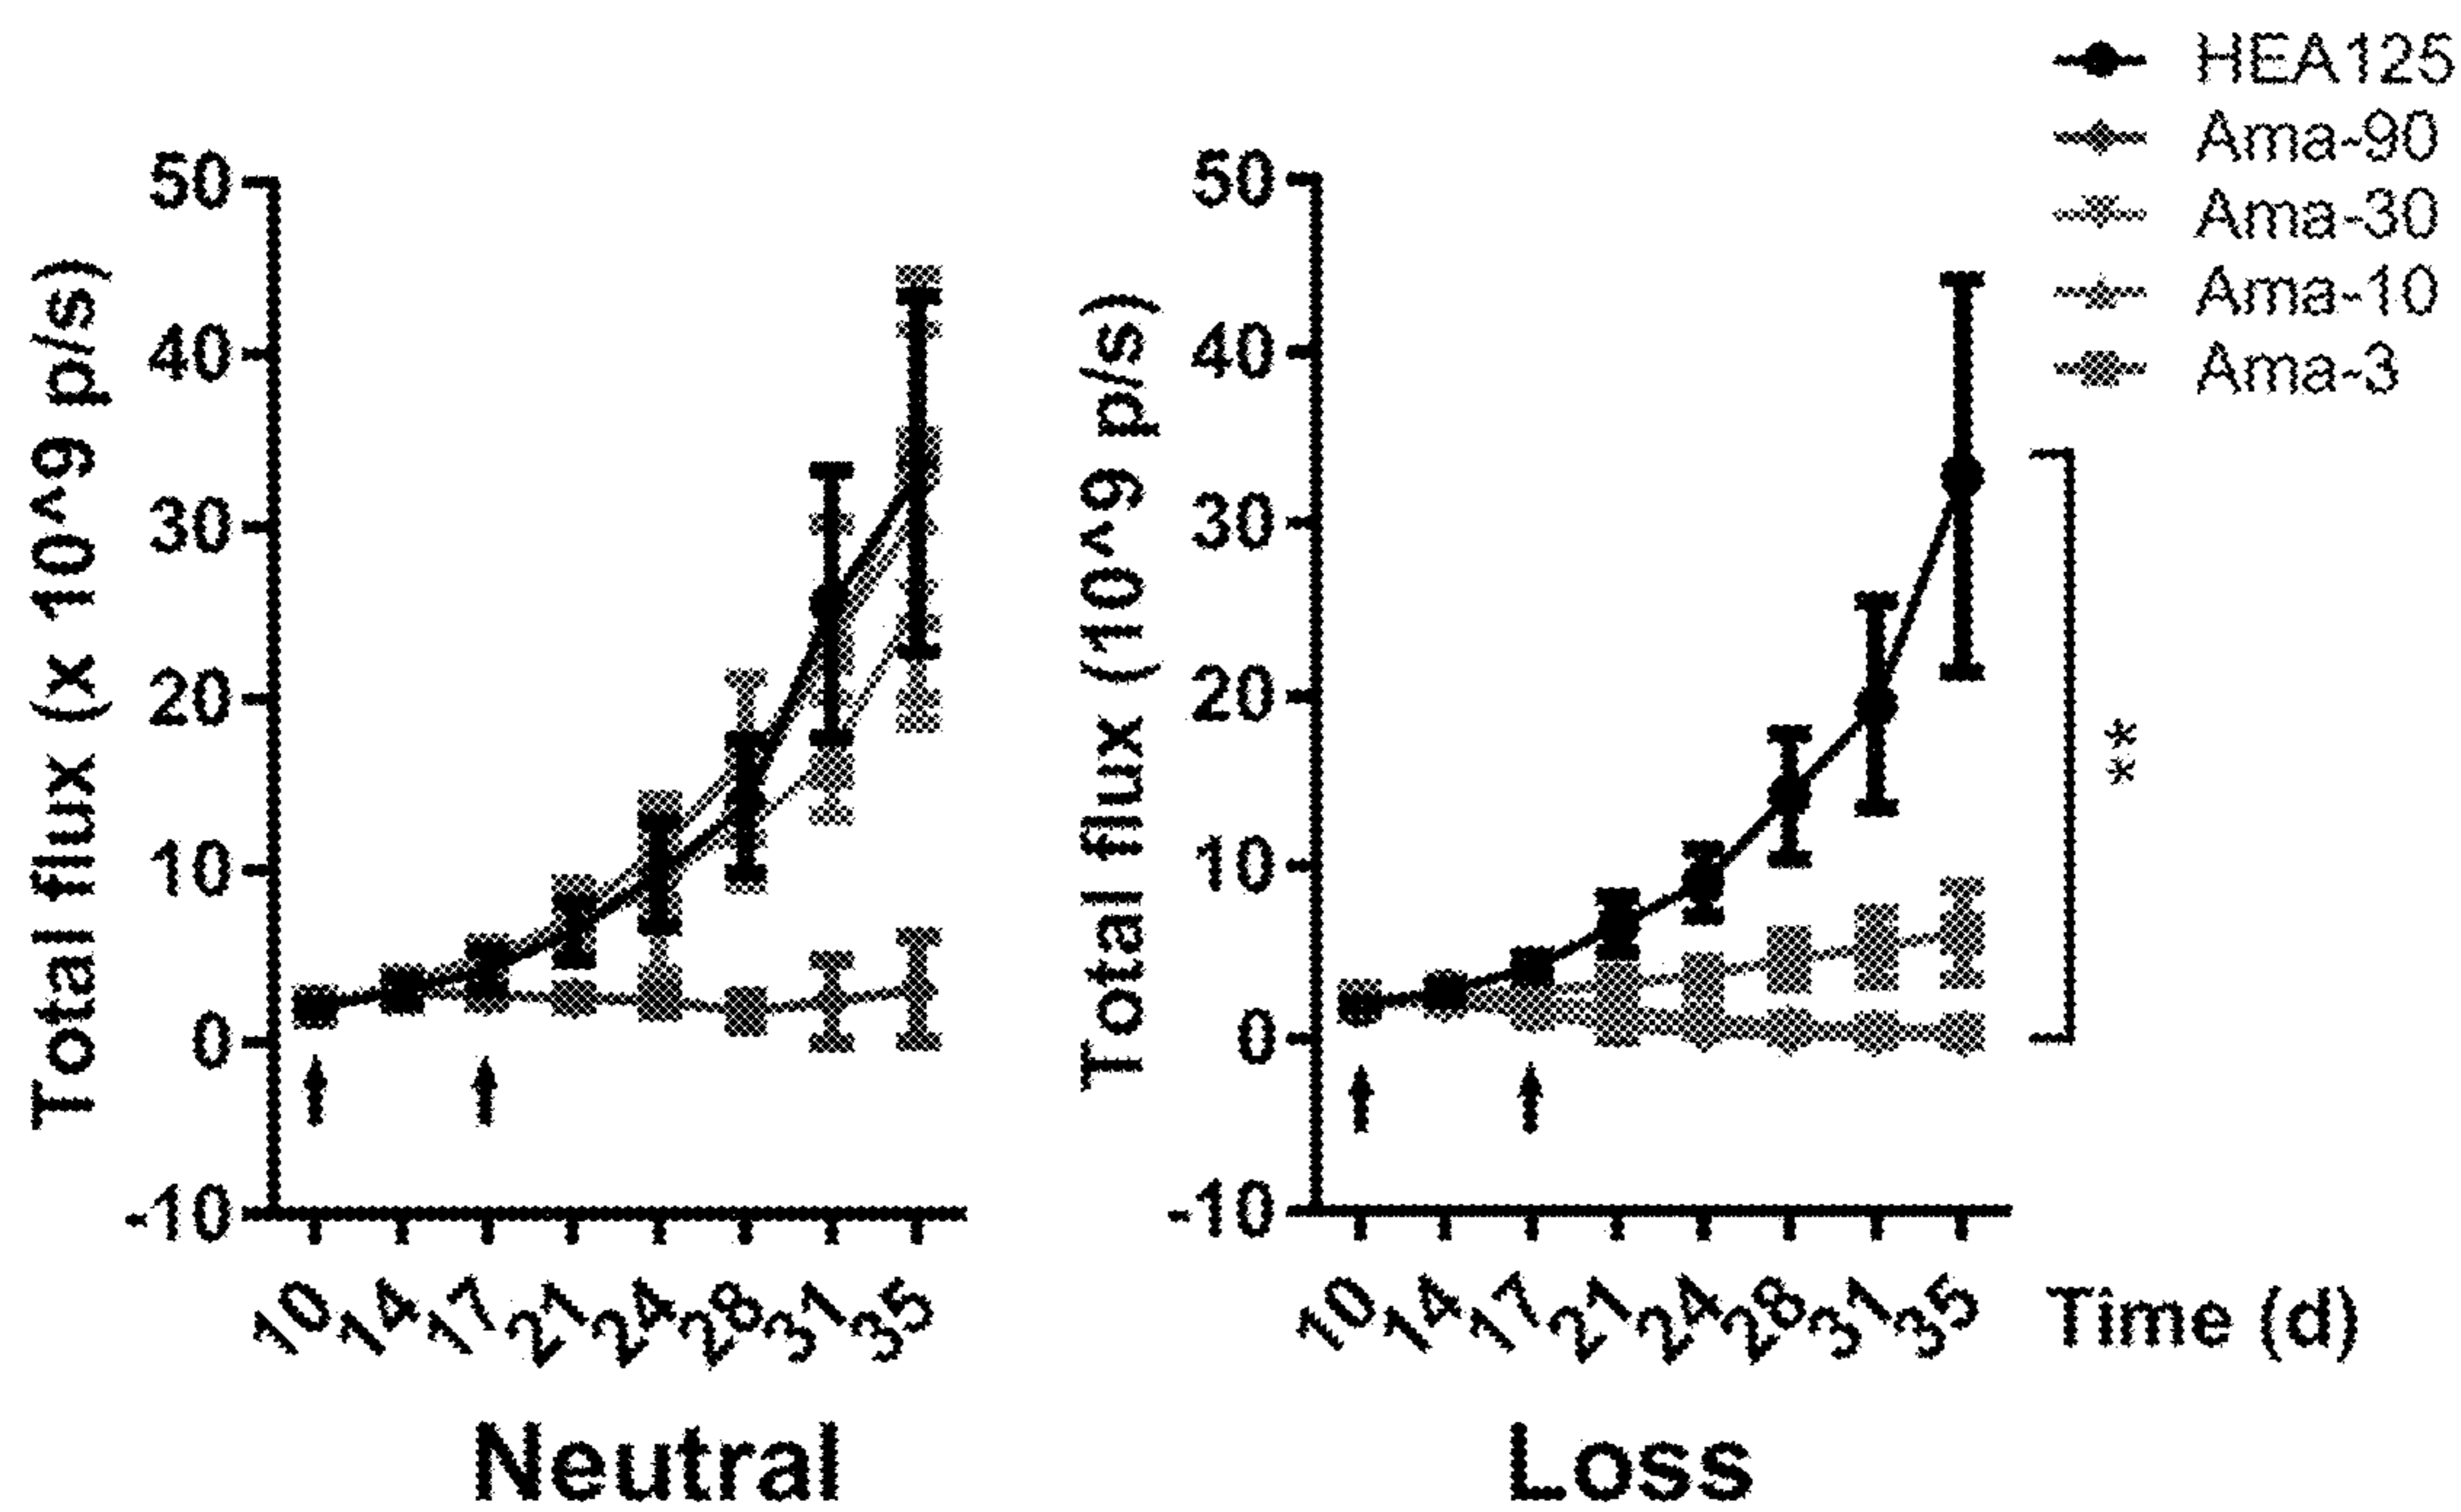 HEA125
Ama-90
Ama-30
Ama-10
Ama-3
Total flux (x 10^9 p/s)
50
40
30
20
10
0
-10
10 14 17 21 24 28 31 35
Neutral
Total flux (10^9 p/s)
50
40
30
20
10
0
-10
10 14 17 21 24 28 31 35
Time (d)
Loss
**